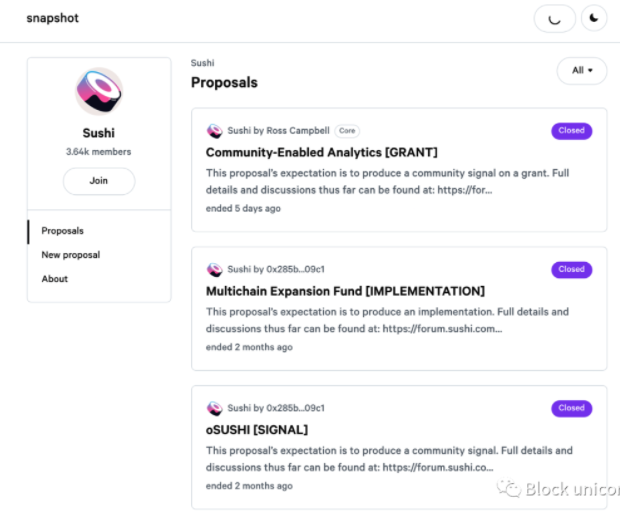 snapshot
Sushi
3.64k members
Join
Proposals
New proposal
About
Sushi
Proposals
All
Sushi by Ross Campbell Core
Closed
Community-Enabled Analytics [GRANT]
This proposal's expectation is to produce a community signal on a grant. Full
details and discussions thus far can be found at: https://for...
ended 5 days ago
Sushi by 0x285b...09c1
Closed
Multichain Expansion Fund [IMPLEMENTATION]
This proposal's expectation is to produce an implementation. Full details and
discussions thus far can be found at: https://forum.sushi.com...
ended 2 months ago
Sushi by 0x285b...09c1
Closed
oSUSHI [SIGNAL]
This proposal's expectation is to produce a community signal. Full details and
discussions thus far can be found at: https://forum.sushi.co...
ended 2 months ago
Block unicor